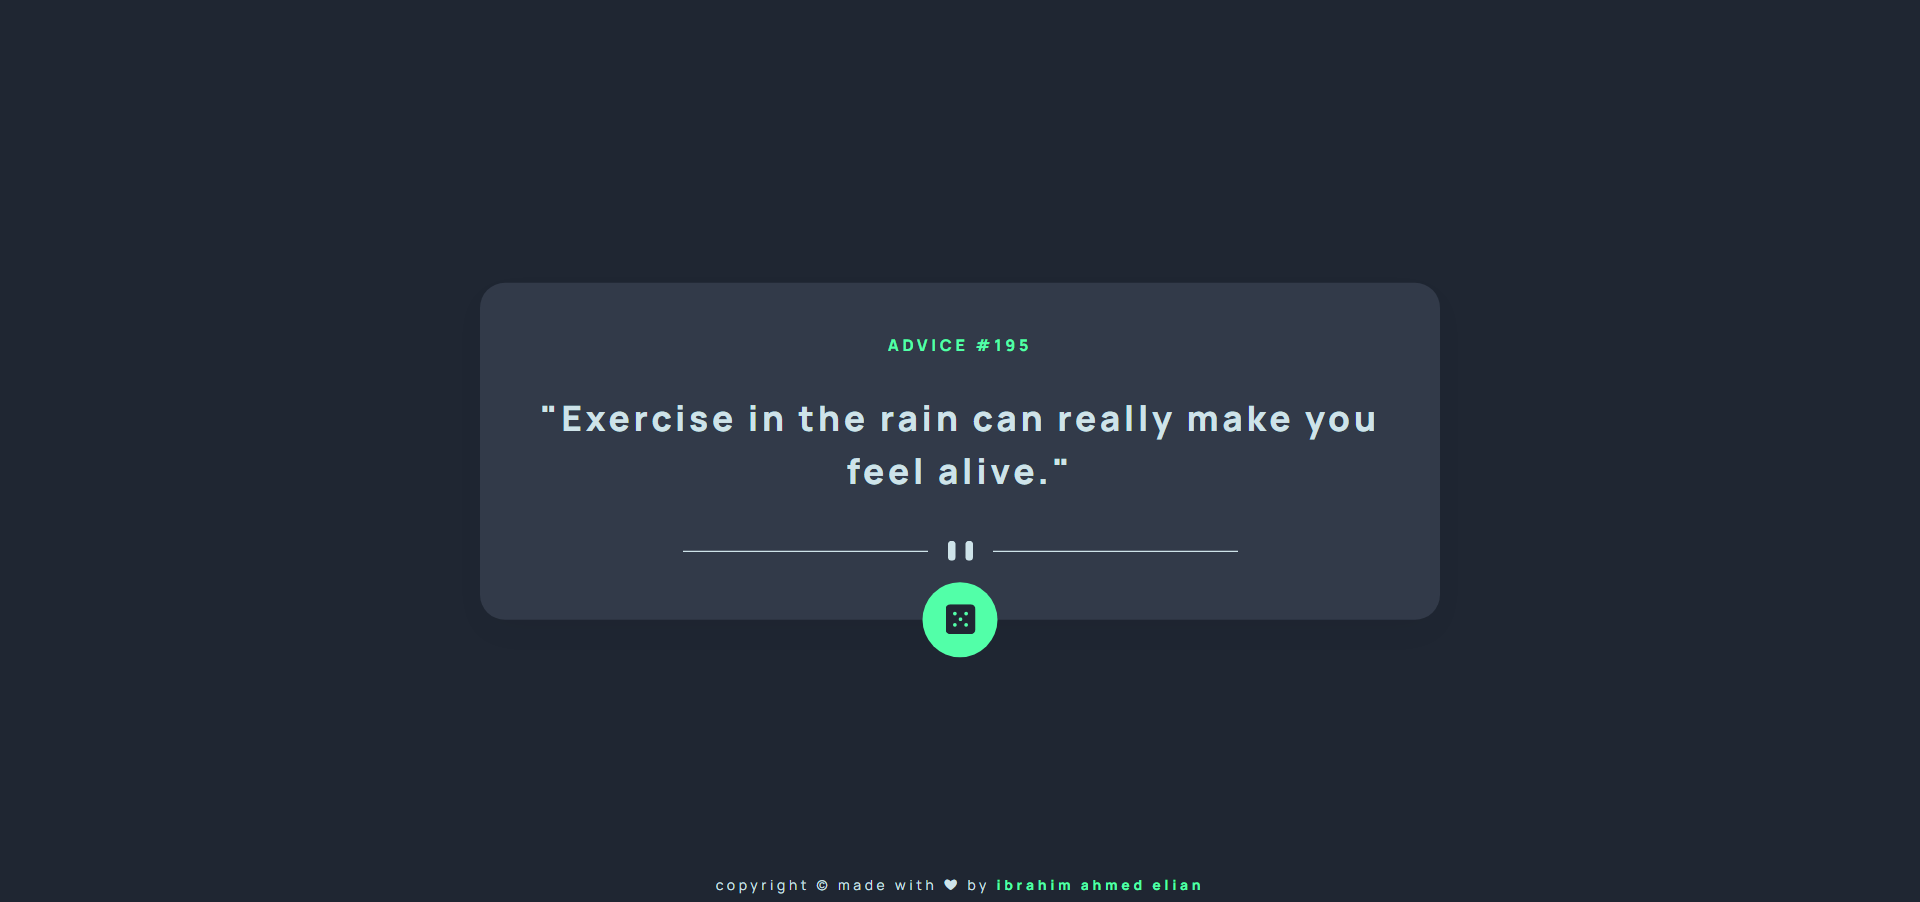 ADVICE #195
"Exercise in the rain can really make you
feel alive."
copyright © made with ♥ by ibrahim ahmed elian